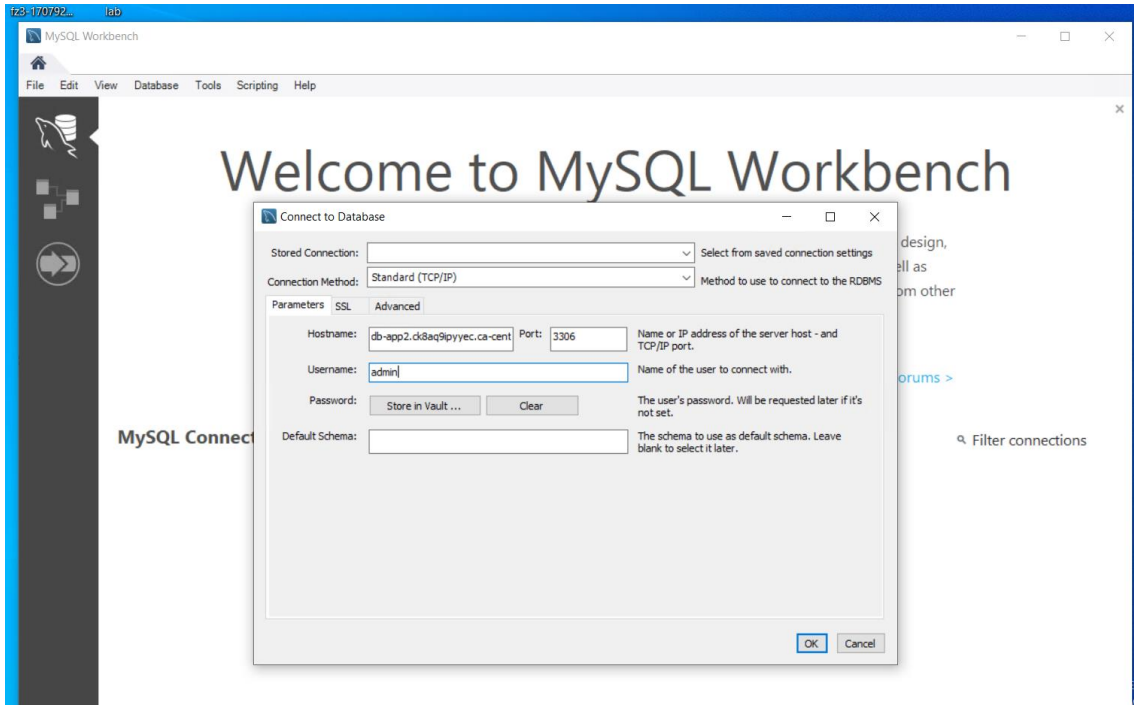 fz3-170792... lab
MySQL Workbench
File Edit View Database Tools Scripting Help
Welcome to MySQL Workbench
design,
ell as
om other
orums >
MySQL Connect
Filter connections
Connect to Database
Stored Connection: Select from saved connection settings
Connection Method: Standard (TCP/IP) Method to use to connect to the RDBMS
Parameters SSL Advanced
Hostname: db-app2.ck8aq9ipyyec.ca-cent Port: 3306 Name or IP address of the server host - and
TCP/IP port.
Username: admin Name of the user to connect with.
Password: Store in Vault ... Clear The user's password. Will be requested later if it's
not set.
Default Schema: The schema to use as default schema. Leave
blank to select it later.
OK Cancel